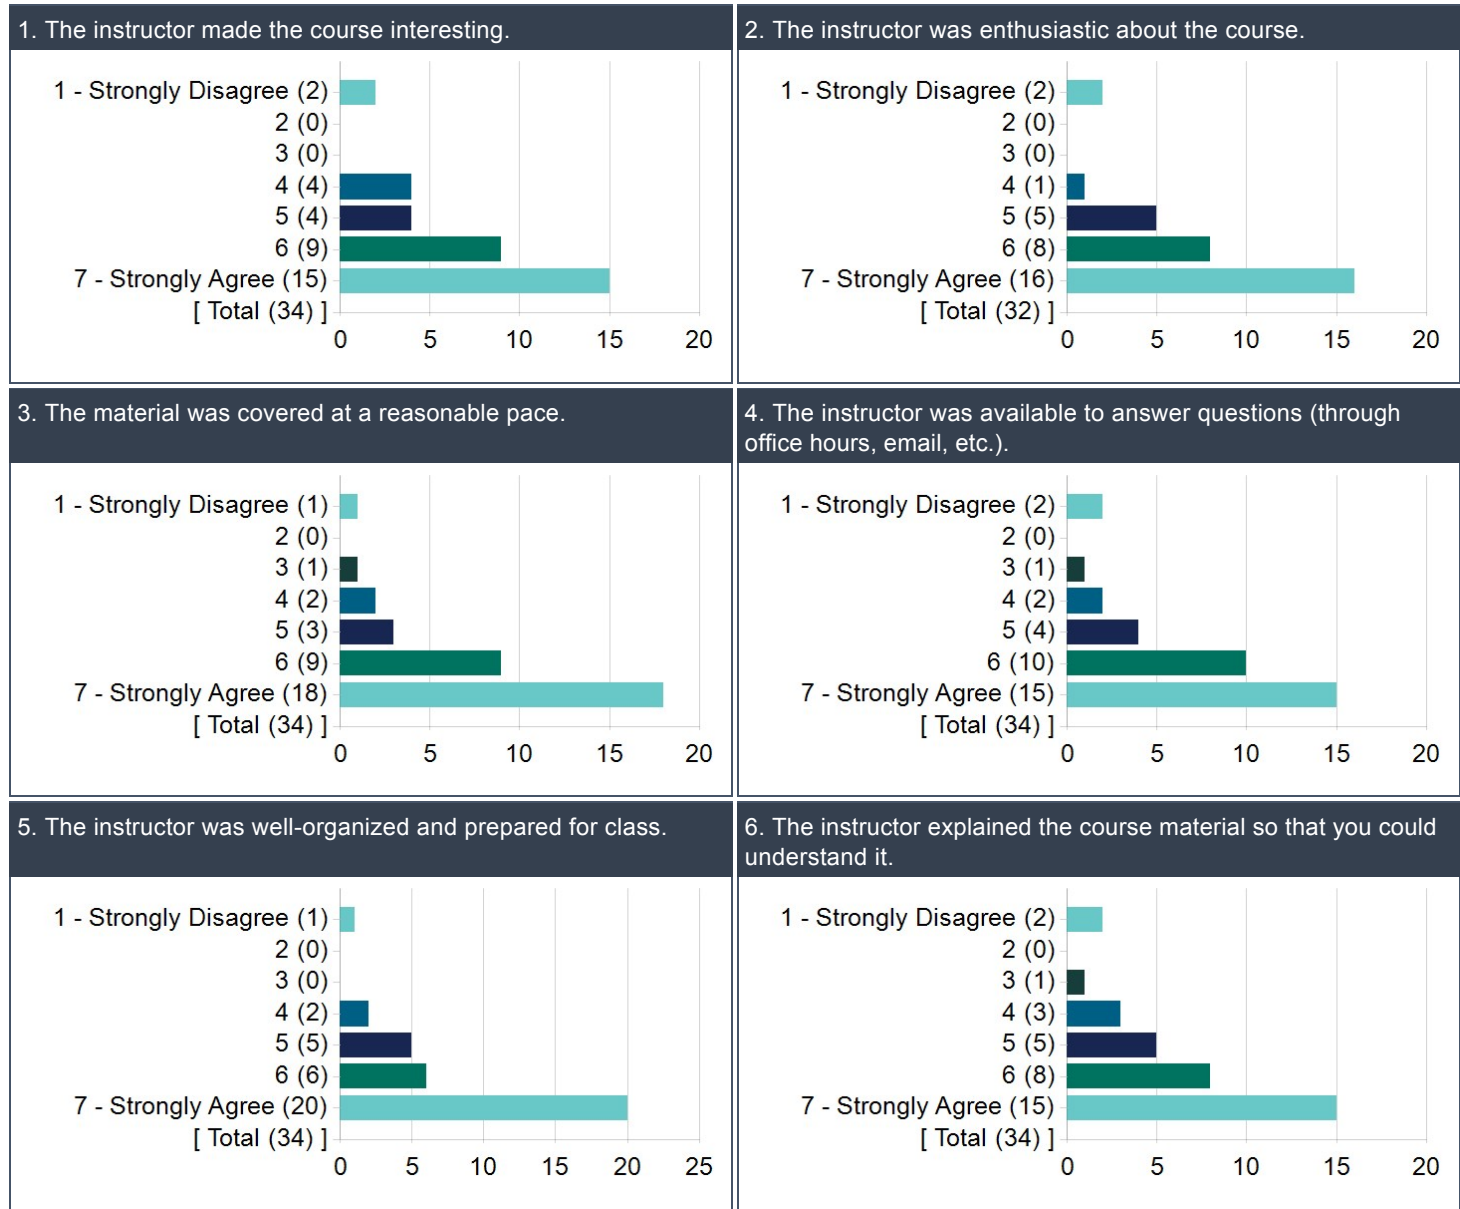 1. The instructor made the course interesting.
1 - Strongly Disagree (2)
2 (0)
3 (0)
4 (4)
5 (4)
6 (9)
7 - Strongly Agree (15)
[ Total (34) ]
0 5 10 15 20
2. The instructor was enthusiastic about the course.
1 - Strongly Disagree (2)
2 (0)
3 (0)
4 (1)
5 (5)
6 (8)
7 - Strongly Agree (16)
[ Total (32) ]
0 5 10 15 20
3. The material was covered at a reasonable pace.
1 - Strongly Disagree (1)
2 (0)
3 (1)
4 (2)
5 (3)
6 (9)
7 - Strongly Agree (18)
[ Total (34) ]
0 5 10 15 20
4. The instructor was available to answer questions (through
office hours, email, etc.).
1 - Strongly Disagree (2)
2 (0)
3 (1)
4 (2)
5 (4)
6 (10)
7 - Strongly Agree (15)
[ Total (34) ]
0 5 10 15 20
5. The instructor was well-organized and prepared for class.
1 - Strongly Disagree (1)
2 (0)
3 (0)
4 (2)
5 (5)
6 (6)
7 - Strongly Agree (20)
[ Total (34) ]
0 5 10 15 20 25
6. The instructor explained the course material so that you could
understand it.
1 - Strongly Disagree (2)
2 (0)
3 (1)
4 (3)
5 (5)
6 (8)
7 - Strongly Agree (15)
[ Total (34) ]
0 5 10 15 20